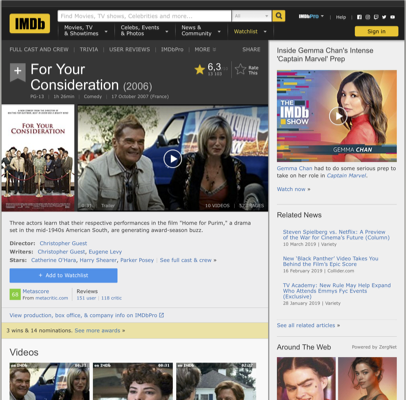 IMDb
Find Movies, TV shows, Celebrities and more...
All
IMDbPro
Help
Movies, TV
& Showtimes
Celebs, Events
& Photos
News &
Community
Watchlist
Sign in
FULL CAST AND CREW | TRIVIA | USER REVIEWS | IMDbPro | MORE
SHARE
For Your
Consideration (2006)
6,3
Rate
This
PG-13 | 1h 26min | Comedy | 17 October 2007 (France)
FOR YOUR
CONSIDERATION
Trailer
10 VIDEOS
Three actors learn that their respective performances in the film "Home for Purim," a drama
set in the mid-1940s American South, are generating award-season buzz.
Director: Christopher Guest
Writers: Christopher Guest, Eugene Levy
Stars: Catherine O'Hara, Harry Shearer, Parker Posey | See full cast & crew »
+ Add to Watchlist
Metascore
From metacritic.com
Reviews
151 user | 118 critic
View production, box office, & company info on IMDbPro
3 wins & 14 nominations. See more awards »
Videos
Inside Gemma Chan's Intense
'Captain Marvel' Prep
THE
IMDb
SHOW
GEMMA CHAN
Gemma Chan had to do some serious prep to
take on her role in Captain Marvel.
Watch now »
Related News
Steven Spielberg vs. Netflix: A Preview
of the War for Cinema's Future (Column)
10 March 2019 | Variety
New 'Black Panther' Video Takes You
Behind the Film's Epic Score
16 February 2019 | Collider.com
TV Academy: New Rule May Help Expand
Who Attends Emmys Fyc Events
(Exclusive)
28 January 2019 | Variety
See all related articles »
Around The Web
Powered by ZergNet